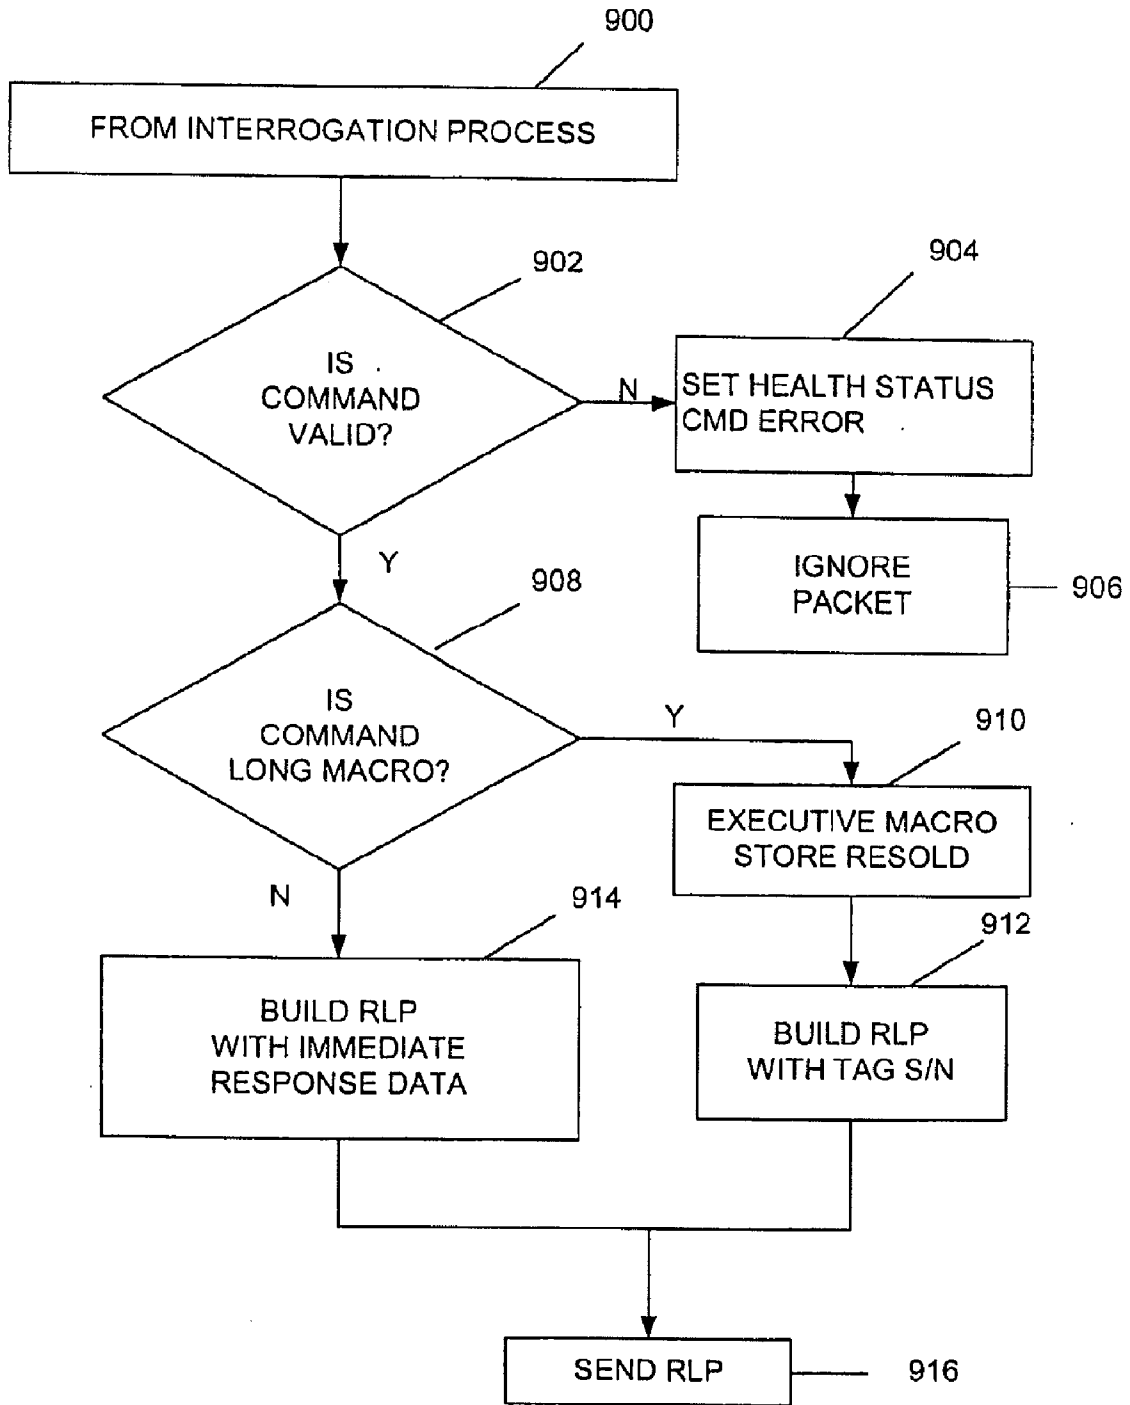 900
FROM INTERROGATION PROCESS
902
IS
COMMAND
VALID?
N
904
SET HEALTH STATUS
CMD ERROR
Y
IGNORE
PACKET
906
908
IS
COMMAND
LONG MACRO?
Y
910
EXECUTIVE MACRO
STORE RESOLD
N
914
BUILD RLP
WITH IMMEDIATE
RESPONSE DATA
912
BUILD RLP
WITH TAG S/N
SEND RLP
916